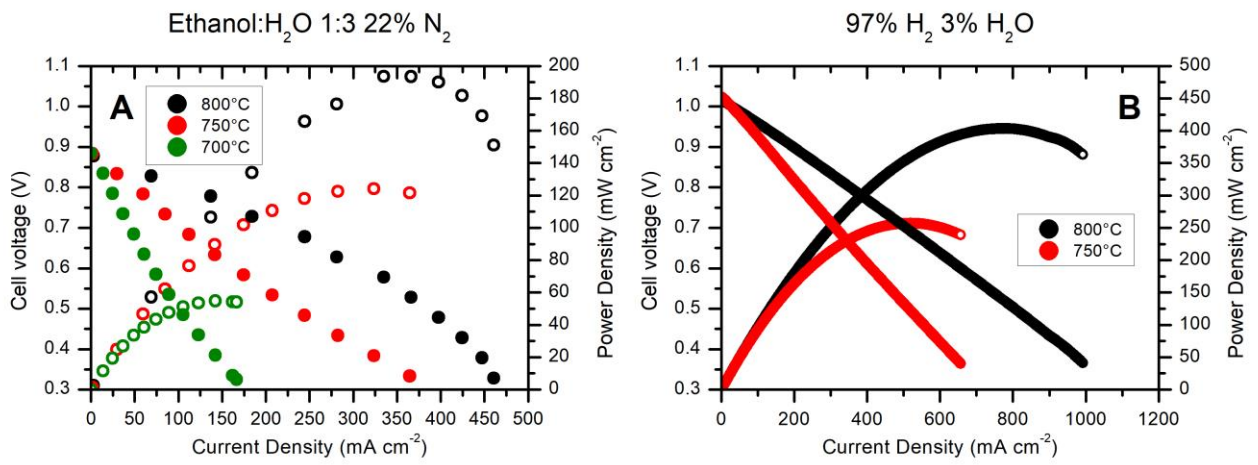 Ethanol:H₂O 1:3 22% N₂
A
800°C
750°C
700°C
Cell voltage (V)
1.1
1.0
0.9
0.8
0.7
0.6
0.5
0.4
0.3
Power Density (mW cm⁻²)
200
180
160
140
120
100
80
60
40
20
0
0 50 100 150 200 250 300 350 400 450 500
Current Density (mA cm⁻²)
97% H₂ 3% H₂O
B
800°C
750°C
Cell voltage (V)
1.1
1.0
0.9
0.8
0.7
0.6
0.5
0.4
0.3
Power Density (mW cm⁻²)
500
450
400
350
300
250
200
150
100
50
0
0 200 400 600 800 1000 1200
Current Density (mA cm⁻²)